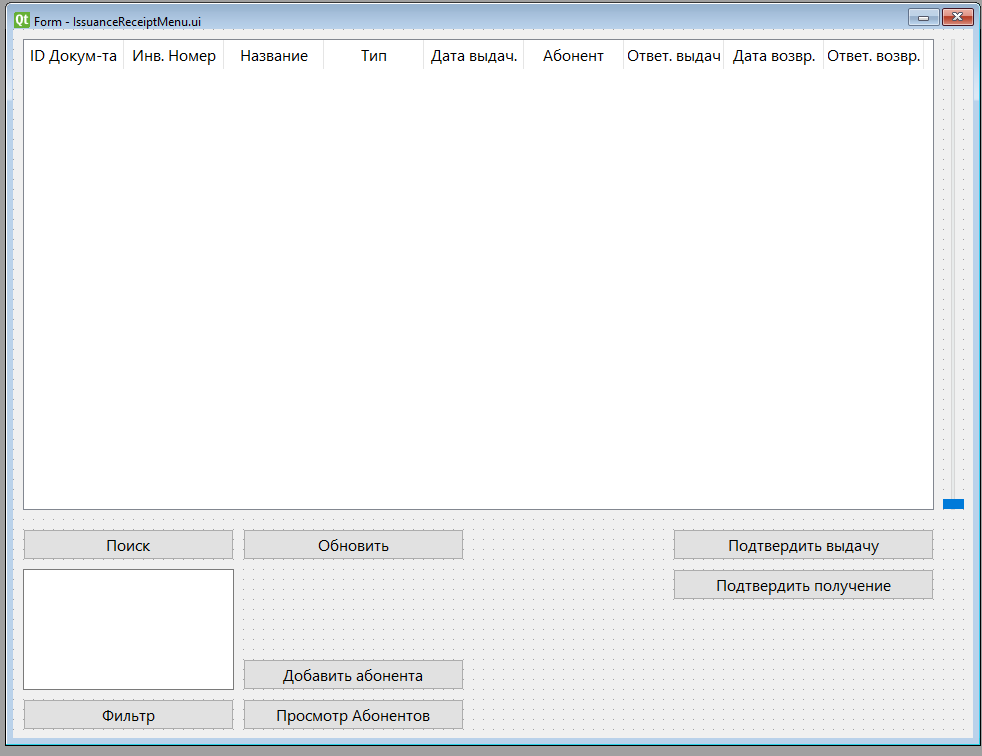 Qt Form - IssuanceReceiptMenu.ui
ID Докум-та Инв. Номер Название Тип Дата выдач. Абонент Ответ. выдач Дата возвр. Ответ. возвр.
Поиск Обновить Подтвердить выдачу
Подтвердить получение
Добавить абонента
Фильтр Просмотр Абонентов